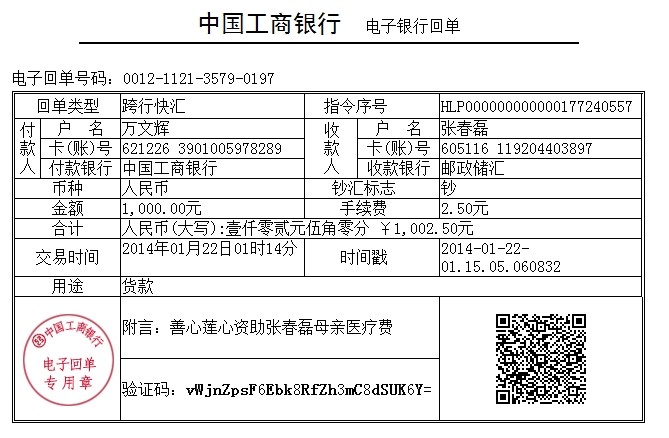 中国工商银行 电子银行回单
电子回单号码：0012-1121-3579-0197
回单类型 跨行快汇 指令序号 HLP000000000000177240557
付款人 户 名 万文辉 收款人 户 名 张春磊
卡(账)号 621226 3901005978289 卡(账)号 605116 119204403897
付款银行 中国工商银行 收款银行 邮政储汇
币种 人民币 钞汇标志 钞
金额 1,000.00元 手续费 2.50元
合计 人民币(大写):壹仟零贰元伍角零分 ￥1,002.50元
交易时间 2014年01月22日01时14分 时间戳 2014-01-22-
01.15.05.060832
用途 货款
附言：善心莲心资助张春磊母亲医疗费
中国工商银行
电子回单
专用章
验证码：vWjnZpsF6Ebk8RfZh3mC8dSUK6Y=